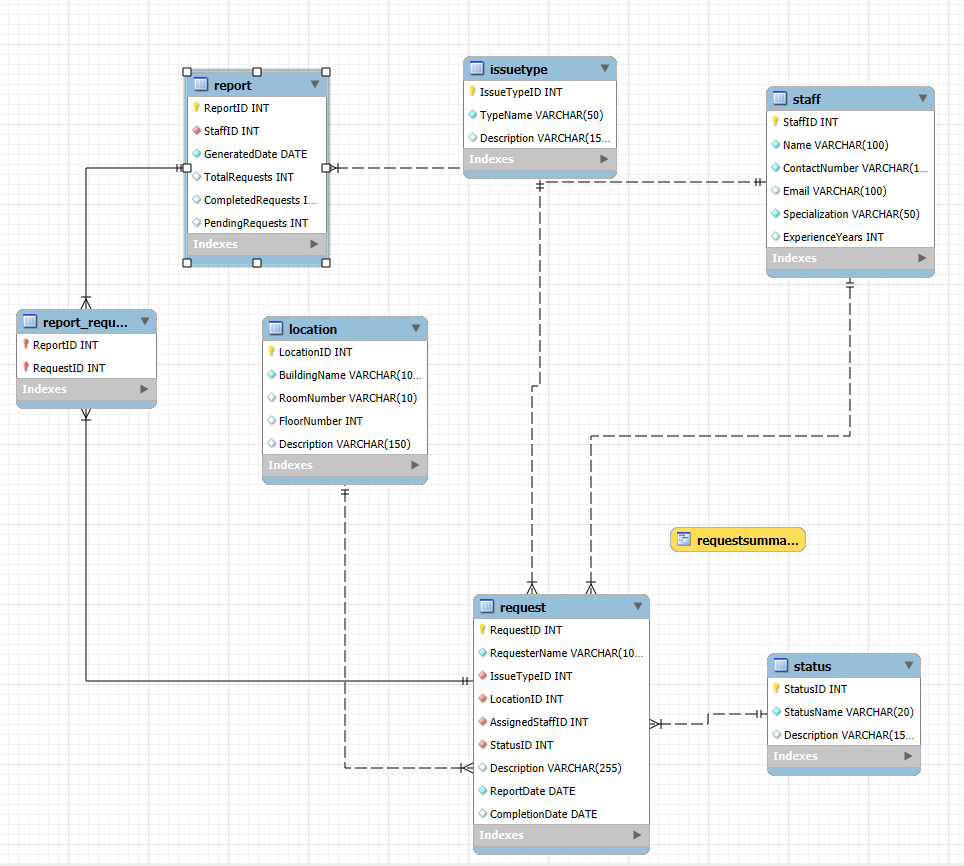 report
ReportID INT
StaffID INT
GeneratedDate DATE
TotalRequests INT
CompletedRequests I...
PendingRequests INT
Indexes
issuetype
IssueTypeID INT
TypeName VARCHAR(50)
Description VARCHAR(15...
Indexes
staff
StaffID INT
Name VARCHAR(100)
ContactNumber VARCHAR(1...
Email VARCHAR(100)
Specialization VARCHAR(50)
ExperienceYears INT
Indexes
report_requ...
ReportID INT
RequestID INT
Indexes
location
LocationID INT
BuildingName VARCHAR(10...
RoomNumber VARCHAR(10)
FloorNumber INT
Description VARCHAR(150)
Indexes
requestsumma...
request
RequestID INT
RequesterName VARCHAR(10...
IssueTypeID INT
LocationID INT
AssignedStaffID INT
StatusID INT
Description VARCHAR(255)
ReportDate DATE
CompletionDate DATE
Indexes
status
StatusID INT
StatusName VARCHAR(20)
Description VARCHAR(15...
Indexes